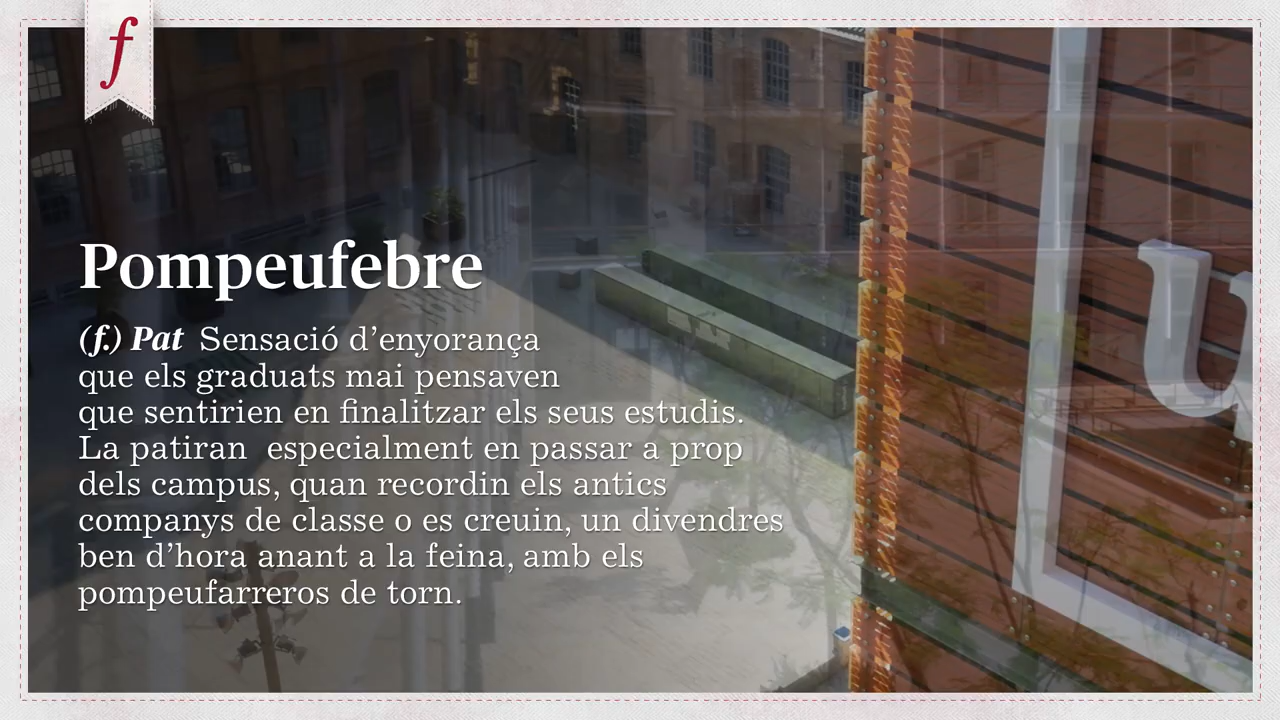 f
Pompeufebre
(f.) Pat Sensació d’enyorança
que els graduats mai pensaven
que sentirien en finalitzar els seus estudis.
La patiran especialment en passar a prop
dels campus, quan recordin els antics
companys de classe o es creuin, un divendres
ben d’hora anant a la feina, amb els
pompeufarreros de torn.
u